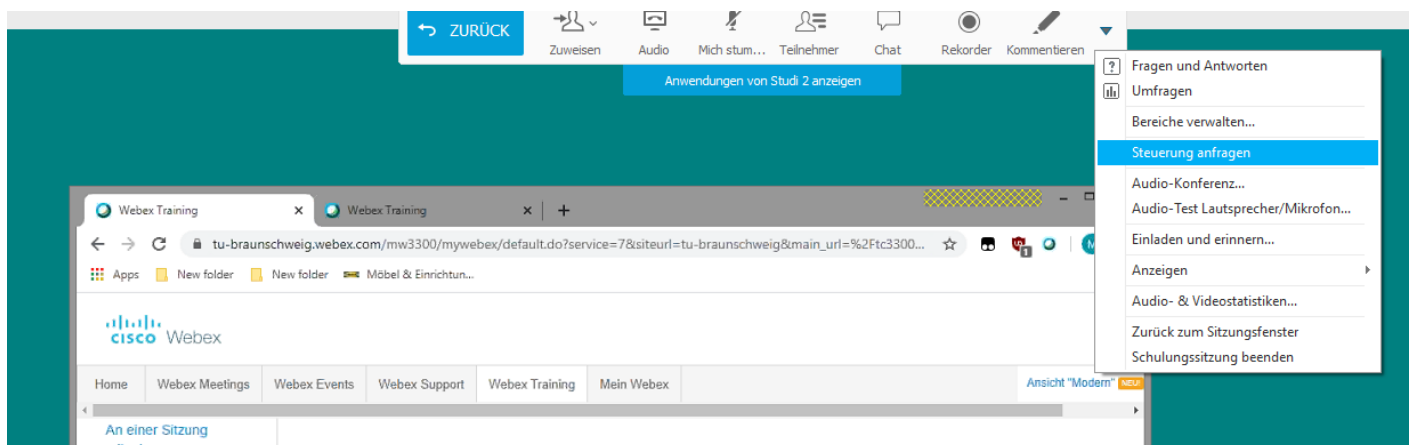 ZURÜCK
Zuweisen
Audio
Mich stum...
Teilnehmer
Chat
Rekorder
Kommentieren
Anwendungen von Studi 2 anzeigen
? Fragen und Antworten
Umfragen
Bereiche verwalten...
Steuerung anfragen
Audio-Konferenz...
Audio-Test Lautsprecher/Mikrofon...
Einladen und erinnern...
Anzeigen
Audio- & Videostatistiken...
Zurück zum Sitzungsfenster
Schulungssitzung beenden
Webex Training
Webex Training
tu-braunschweig.webex.com/mw3300/mywebex/default.do?service=7&siteurl=tu-braunschweig&main_url=%2Ftc3300...
1
Apps
New folder
New folder
Möbel & Einrichtun...
CISCO Webex
Home
Webex Meetings
Webex Events
Webex Support
Webex Training
Mein Webex
Ansicht "Modern" NEU!
An einer Sitzung